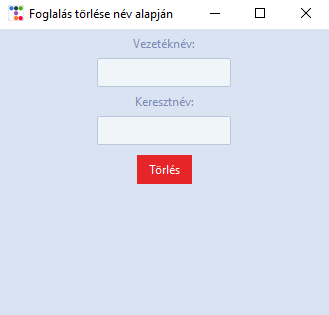 Foglalás törlése név alapján
Vezetéknév:
Keresztnév:
Törlés